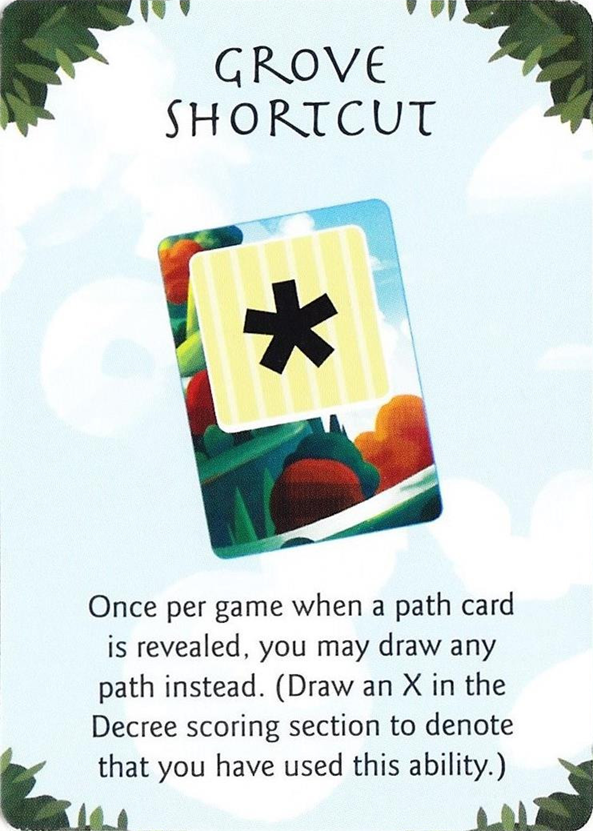 GROVE
SHORTCUT
*
Once per game when a path card
is revealed, you may draw any
path instead. (Draw an X in the
Decree scoring section to denote
that you have used this ability.)